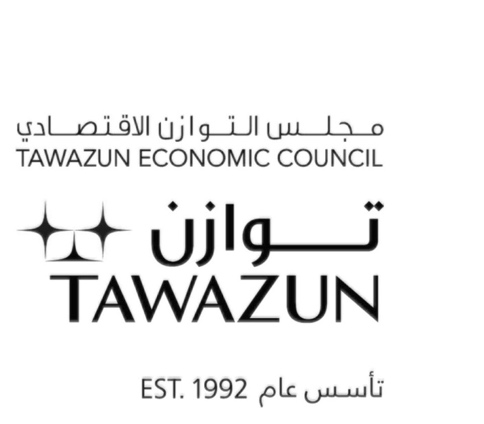 مجلس التوازن الاقتصادي
TAWAZUN ECONOMIC COUNCIL
توازن
TAWAZUN
EST. 1992 تأسس عام